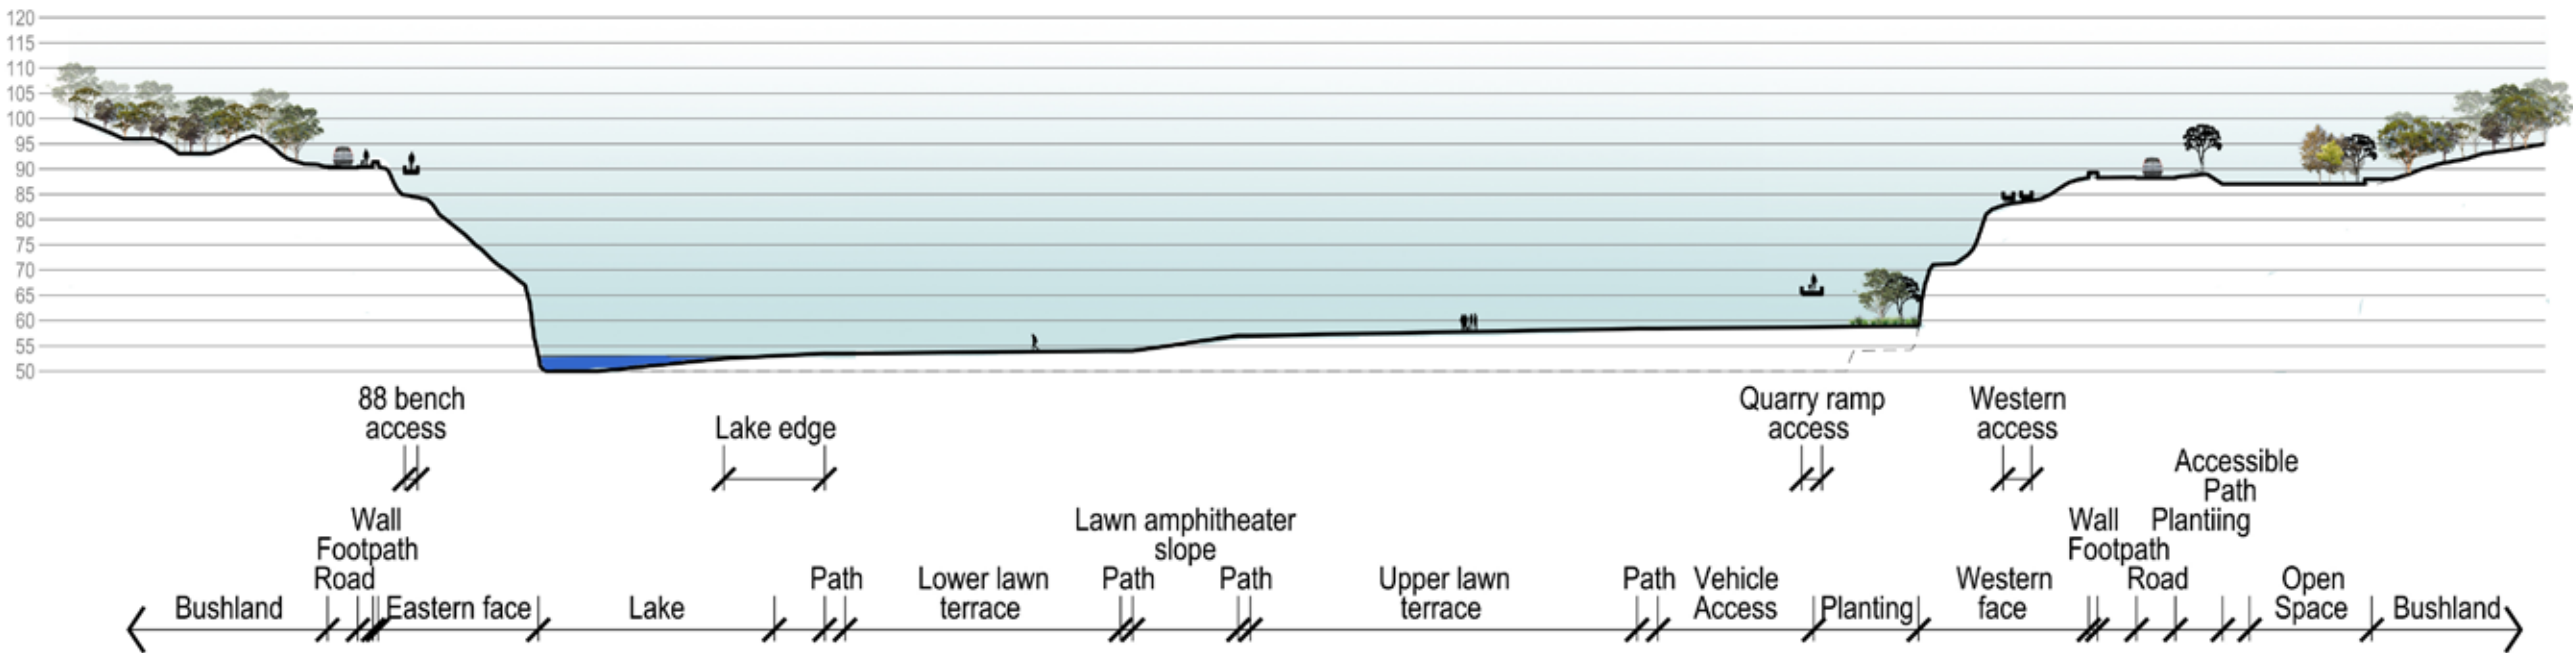 120
115
110
105
100
95
90
85
80
75
70
65
60
55
50
88 bench
access
Lake edge
Quarry ramp
access
Western
access
Accessible
Path
Wall
Footpath
Road
Lawn amphitheater
slope
Wall
Footpath
Plantiing
Road
Bushland
Eastern face
Lake
Path
Lower lawn
terrace
Path
Path
Upper lawn
terrace
Path
Vehicle
Access
Planting
Western
face
Open
Space
Bushland